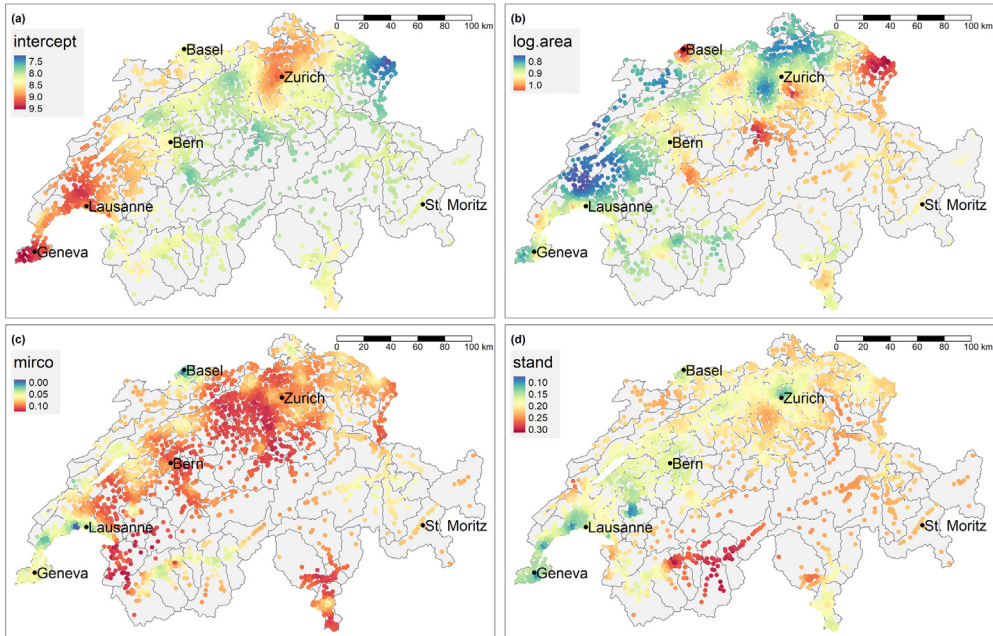 (a)
0 20 40 60 80 100 km
intercept
7.5
8.0
8.5
9.0
9.5
Basel
Zurich
Bern
Lausanne
St. Moritz
Geneva
(b)
0 20 40 60 80 100 km
log.area
0.8
0.9
1.0
Basel
Zurich
Bern
Lausanne
St. Moritz
Geneva
(c)
0 20 40 60 80 100 km
mirco
0.00
0.05
0.10
Basel
Zurich
Bern
Lausanne
St. Moritz
Geneva
(d)
0 20 40 60 80 100 km
stand
0.10
0.15
0.20
0.25
0.30
Basel
Zurich
Bern
Lausanne
St. Moritz
Geneva